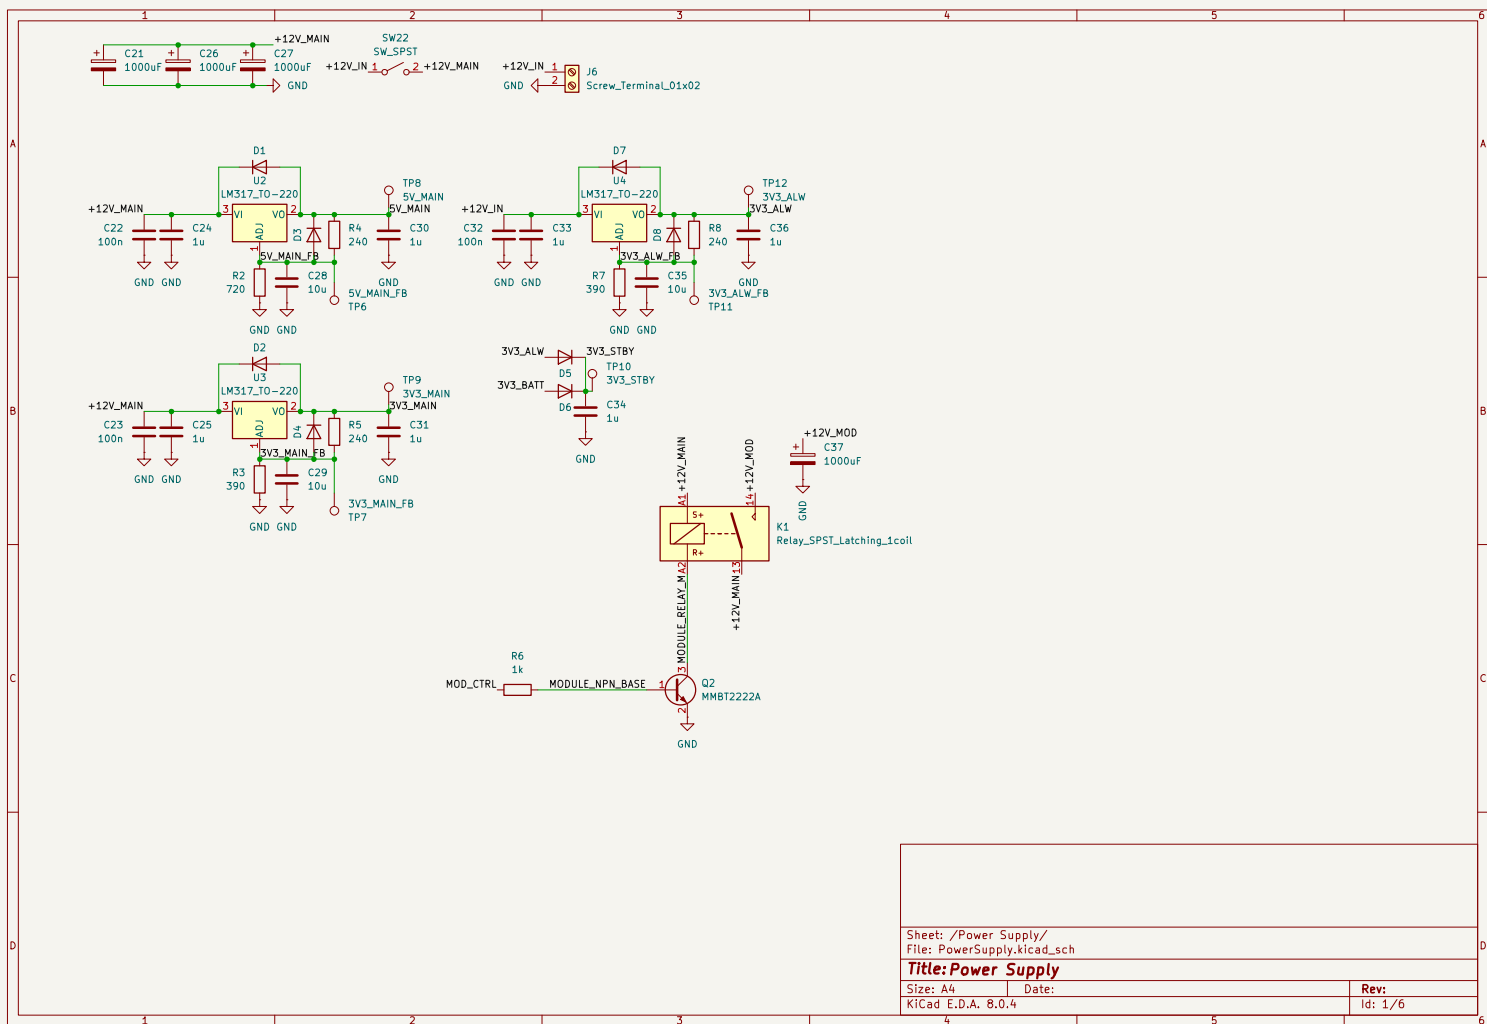 1 2 3 4 5 6
+12V_MAIN
C21 1000uF
C26 1000uF
C27 1000uF
GND
SW22
SW_SPST
+12V_IN 1 2 +12V_MAIN
+12V_IN 1
GND 2
J6
Screw_Terminal_01x02
A A
D1
U2
LM317_TO-220
+12V_MAIN
3 VI VO 2
ADJ
1
TP8
5V_MAIN
5V_MAIN
C22
100n
C24
1u
D3
R4
240
C30
1u
5V_MAIN_FB
GND GND
R2
720
C28
10u
GND
5V_MAIN_FB
TP6
GND GND
D7
U4
LM317_TO-220
+12V_IN
3 VI VO 2
ADJ
1
TP12
3V3_ALW
3V3_ALW
C32
100n
C33
1u
D8
R8
240
C36
1u
3V3_ALW_FB
GND GND
R7
390
C35
10u
GND
3V3_ALW_FB
TP11
GND GND
D2
U3
LM317_TO-220
+12V_MAIN
3 VI VO 2
ADJ
1
TP9
3V3_MAIN
3V3_MAIN
C23
100n
C25
1u
D4
R5
240
C31
1u
3V3_MAIN_FB
GND GND
R3
390
C29
10u
GND
3V3_MAIN_FB
TP7
GND GND
3V3_ALW
3V3_STBY
D5
TP10
3V3_STBY
3V3_BATT
D6
C34
1u
GND
B B
+12V_MAIN
+12V_MOD
A1
14
S+
R+
A2
13
K1
Relay_SPST_Latching_1coil
+12V_MOD
C37
1000uF
GND
MODULE_RELAY_M
+12V_MAIN
C C
R6
1k
MOD_CTRL
MODULE_NPN_BASE
1
3
2
Q2
MMBT2222A
GND
D D
Sheet: /Power Supply/
File: PowerSupply.kicad_sch
Title: Power Supply
Size: A4 Date: Rev:
KiCad E.D.A. 8.0.4 Id: 1/6
1 2 3 4 5 6